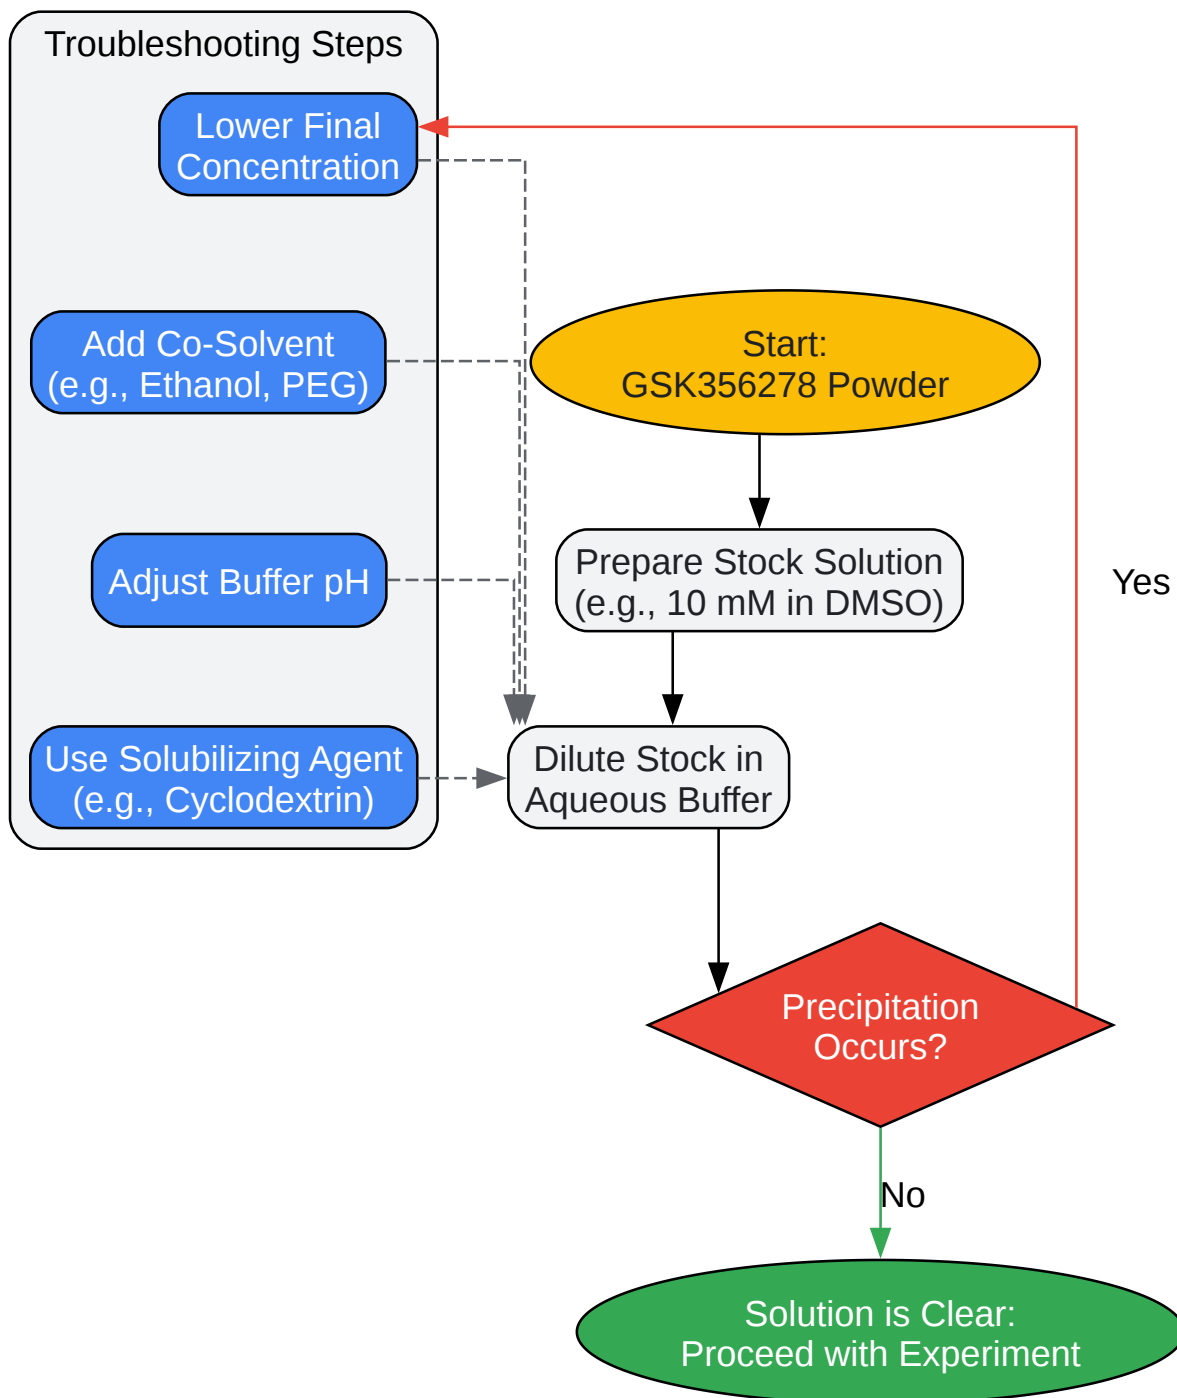 Troubleshooting Steps
Lower Final
Concentration
Add Co-Solvent
(e.g., Ethanol, PEG)
Adjust Buffer pH
Use Solubilizing Agent
(e.g., Cyclodextrin)
Start:
GSK356278 Powder
Prepare Stock Solution
(e.g., 10 mM in DMSO)
Dilute Stock in
Aqueous Buffer
Precipitation
Occurs?
Yes
No
Solution is Clear:
Proceed with Experiment